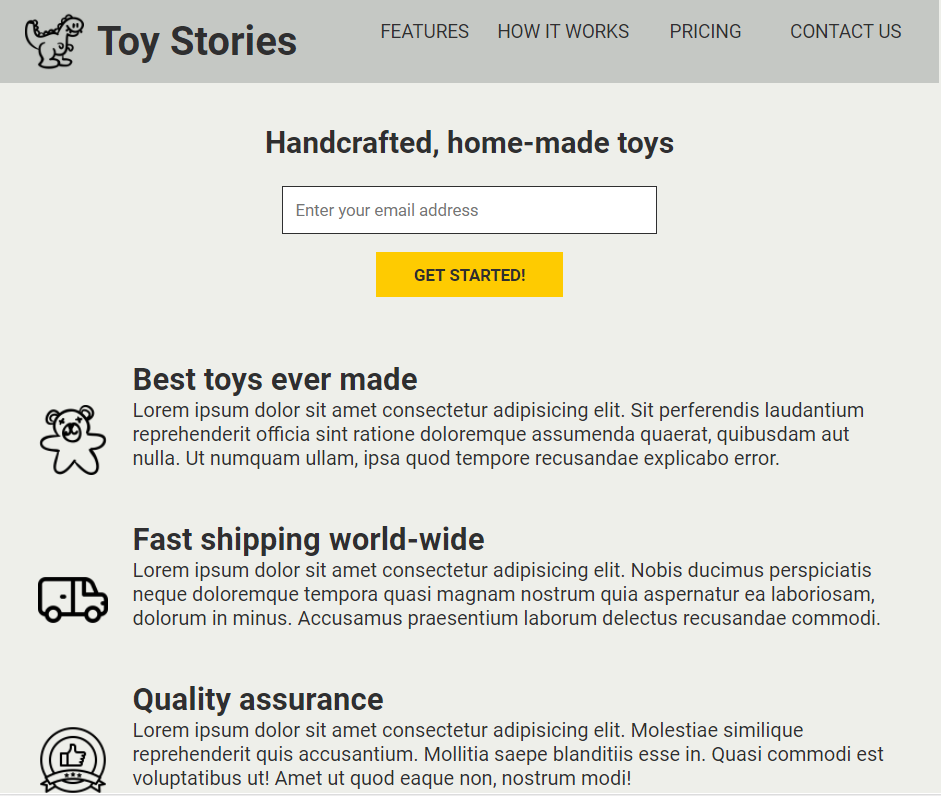 Toy Stories
FEATURES
HOW IT WORKS
PRICING
CONTACT US
Handcrafted, home-made toys
Enter your email address
GET STARTED!
Best toys ever made
Lorem ipsum dolor sit amet consectetur adipisicing elit. Sit perferendis laudantium
reprehenderit officia sint ratione doloremque assumenda quaerat, quibusdam aut
nulla. Ut numquam ullam, ipsa quod tempore recusandae explicabo error.
Fast shipping world-wide
Lorem ipsum dolor sit amet consectetur adipisicing elit. Nobis ducimus perspiciatis
neque doloremque tempora quasi magnam nostrum quia aspernatur ea laboriosam,
dolorum in minus. Accusamus praesentium laborum delectus recusandae commodi.
Quality assurance
Lorem ipsum dolor sit amet consectetur adipisicing elit. Molestiae similique
reprehenderit quis accusantium. Mollitia saepe blanditiis esse in. Quasi commodi est
voluptatibus ut! Amet ut quod eaque non, nostrum modi!